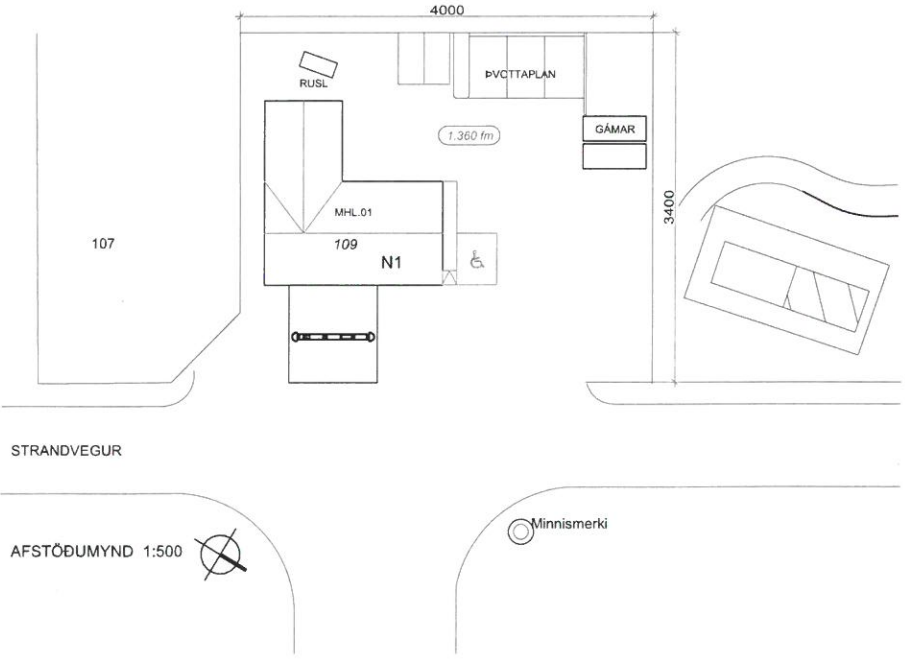 4000
RUSL
ÞVOTTAPLAN
1.360 fm
GÁMAR
3400
MHL.01
107
109
N1
STRANDVEGUR
Minnismerki
AFSTÖÐUMYND 1:500